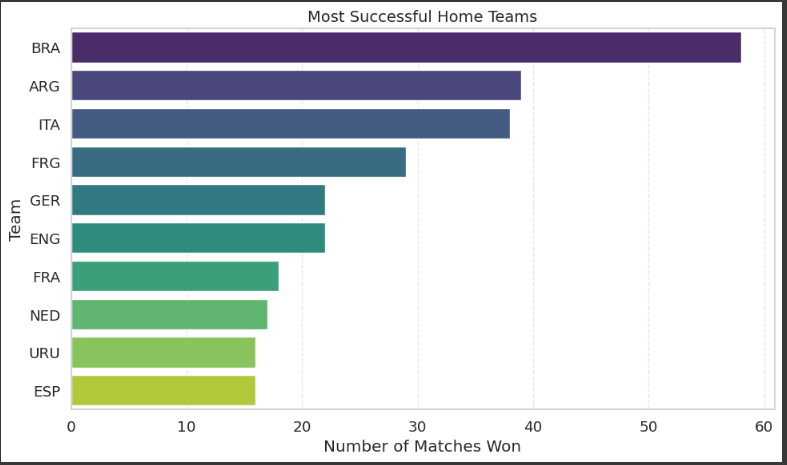 Most Successful Home Teams
Team
BRA
ARG
ITA
FRG
GER
ENG
FRA
NED
URU
ESP
0 10 20 30 40 50 60
Number of Matches Won